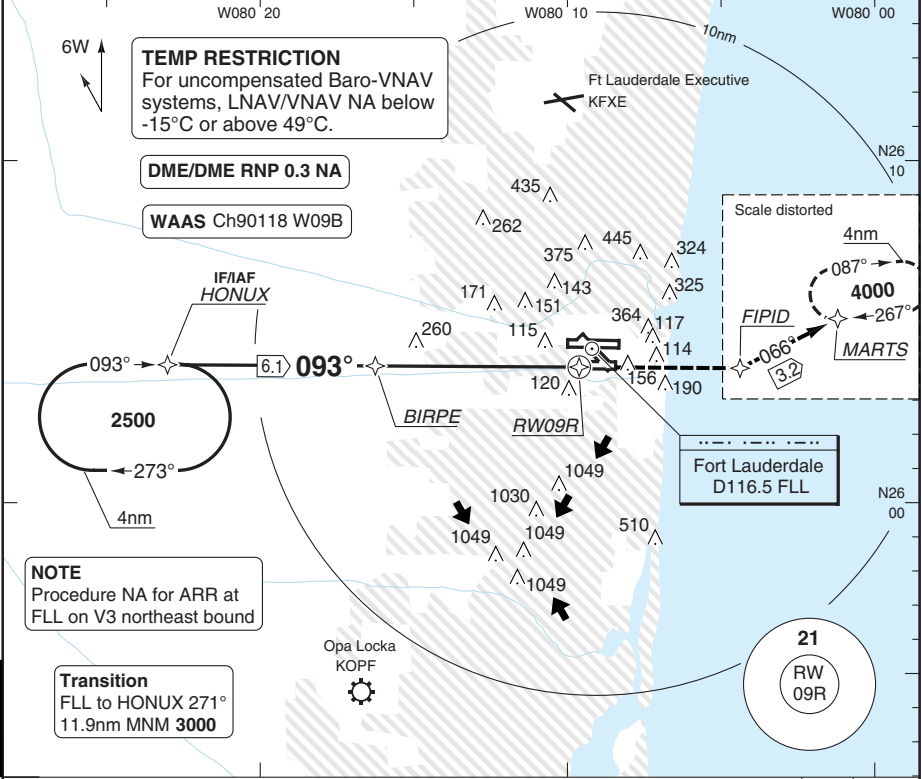 W080 20
W080 10
W080 00
6W
10nm
TEMP RESTRICTION
For uncompensated Baro-VNAV
systems, LNAV/VNAV NA below
-15°C or above 49°C.
Ft Lauderdale Executive
KFXE
DME/DME RNP 0.3 NA
N26
10
WAAS Ch90118 W09B
435
262
Scale distorted
375
445
324
4nm
087°
4000
267°
IF/IAF
HONUX
171
151
143
325
FIPID
364
117
260
115
114
066°
3.2
MARTS
093°
6.1
093°
156
190
120
2500
BIRPE
RW09R
273°
4nm
Fort Lauderdale
D116.5 FLL
1049
1030
N26
00
1049
1049
510
1049
NOTE
Procedure NA for ARR at
FLL on V3 northeast bound
21
RW
09R
Opa Locka
KOPF
Transition
FLL to HONUX 271°
11.9nm MNM 3000